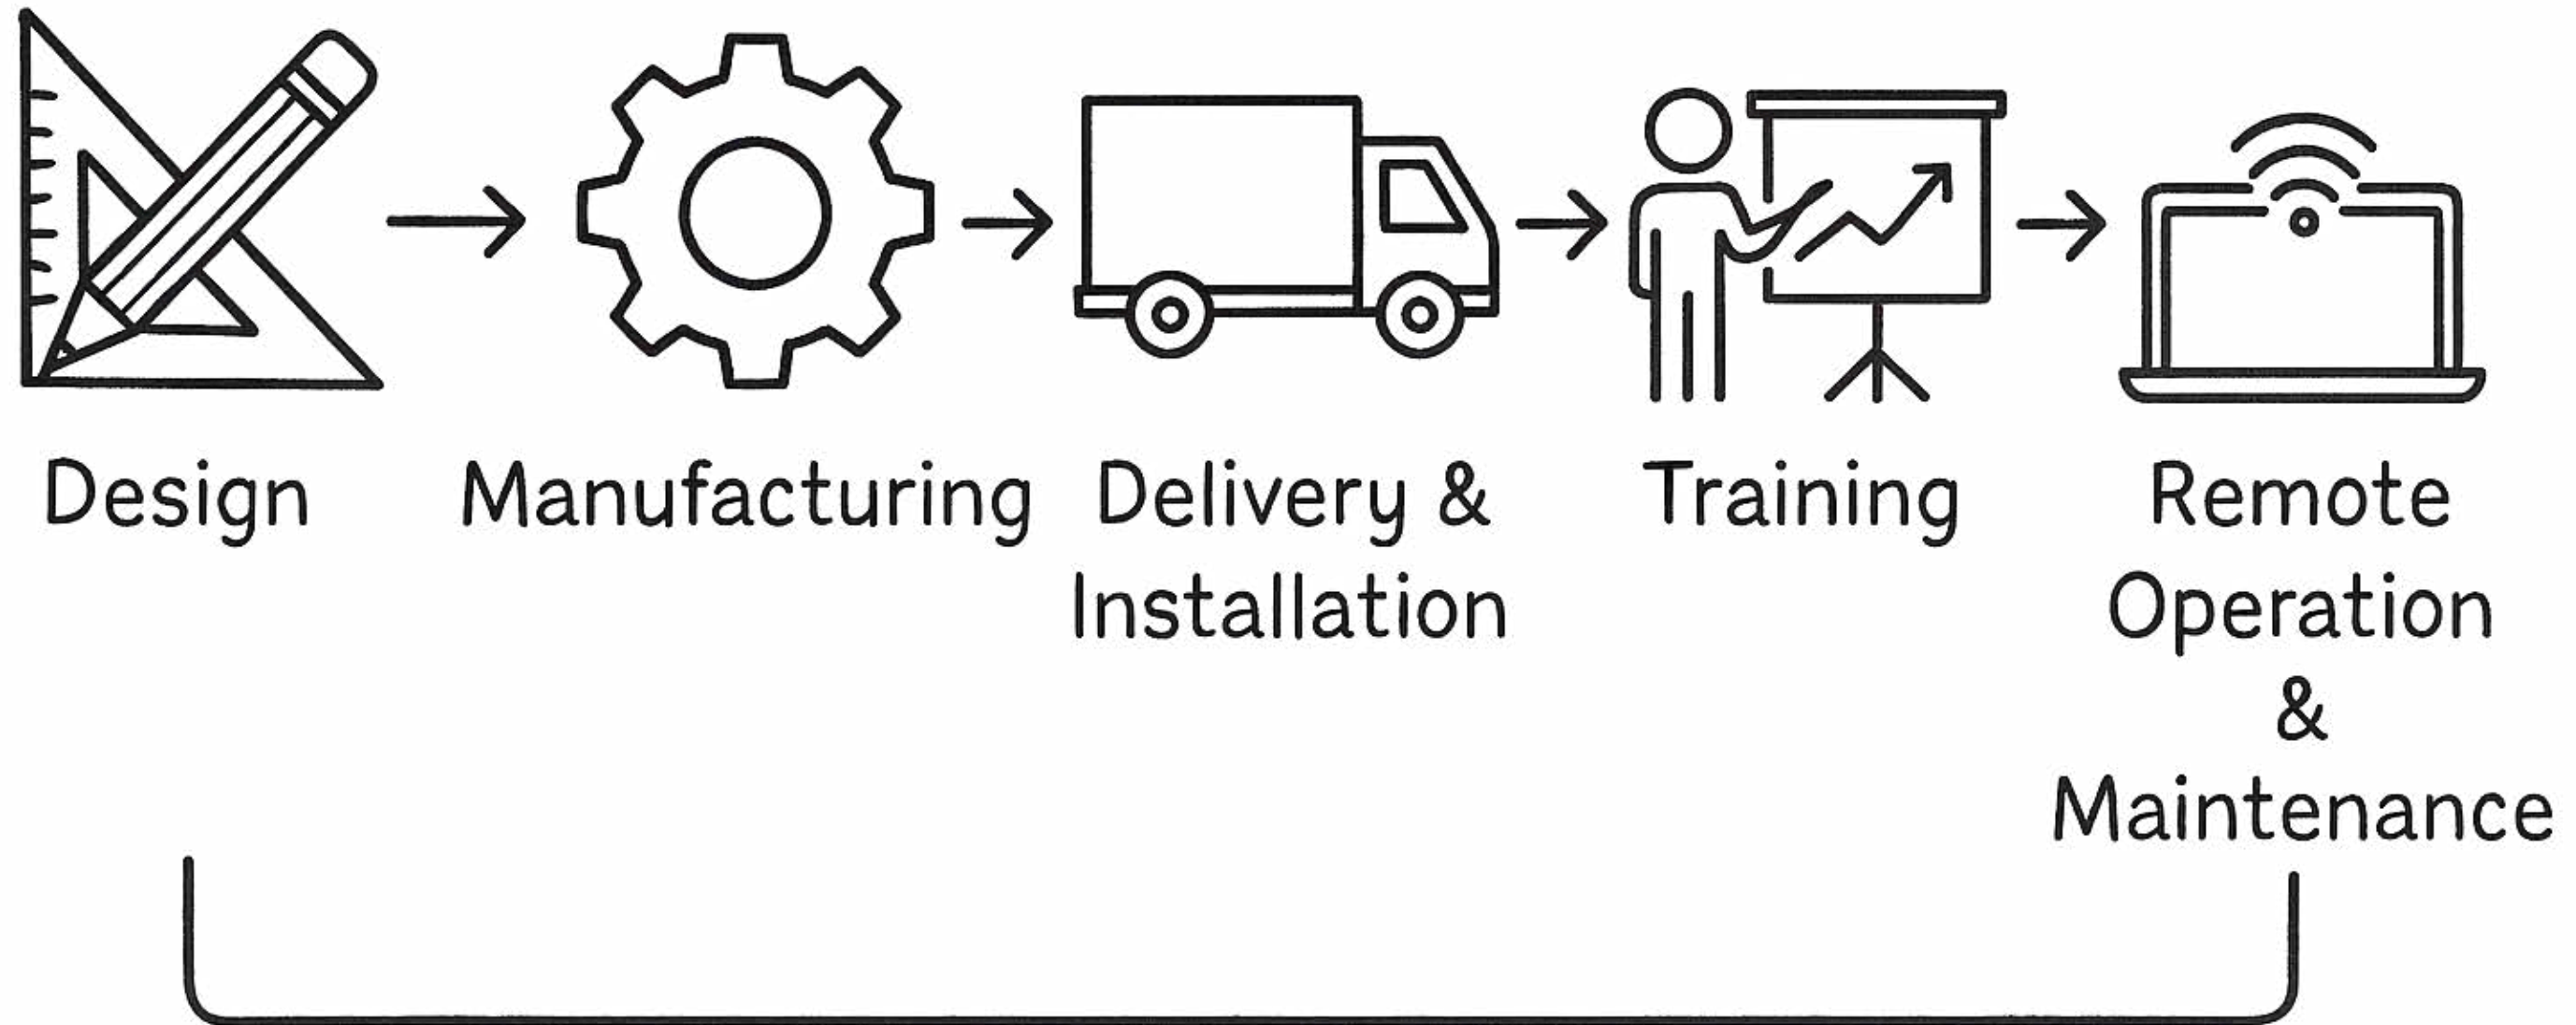 Design
Manufacturing
Delivery &
Installation
Training
Remote
Operation
&
Maintenance